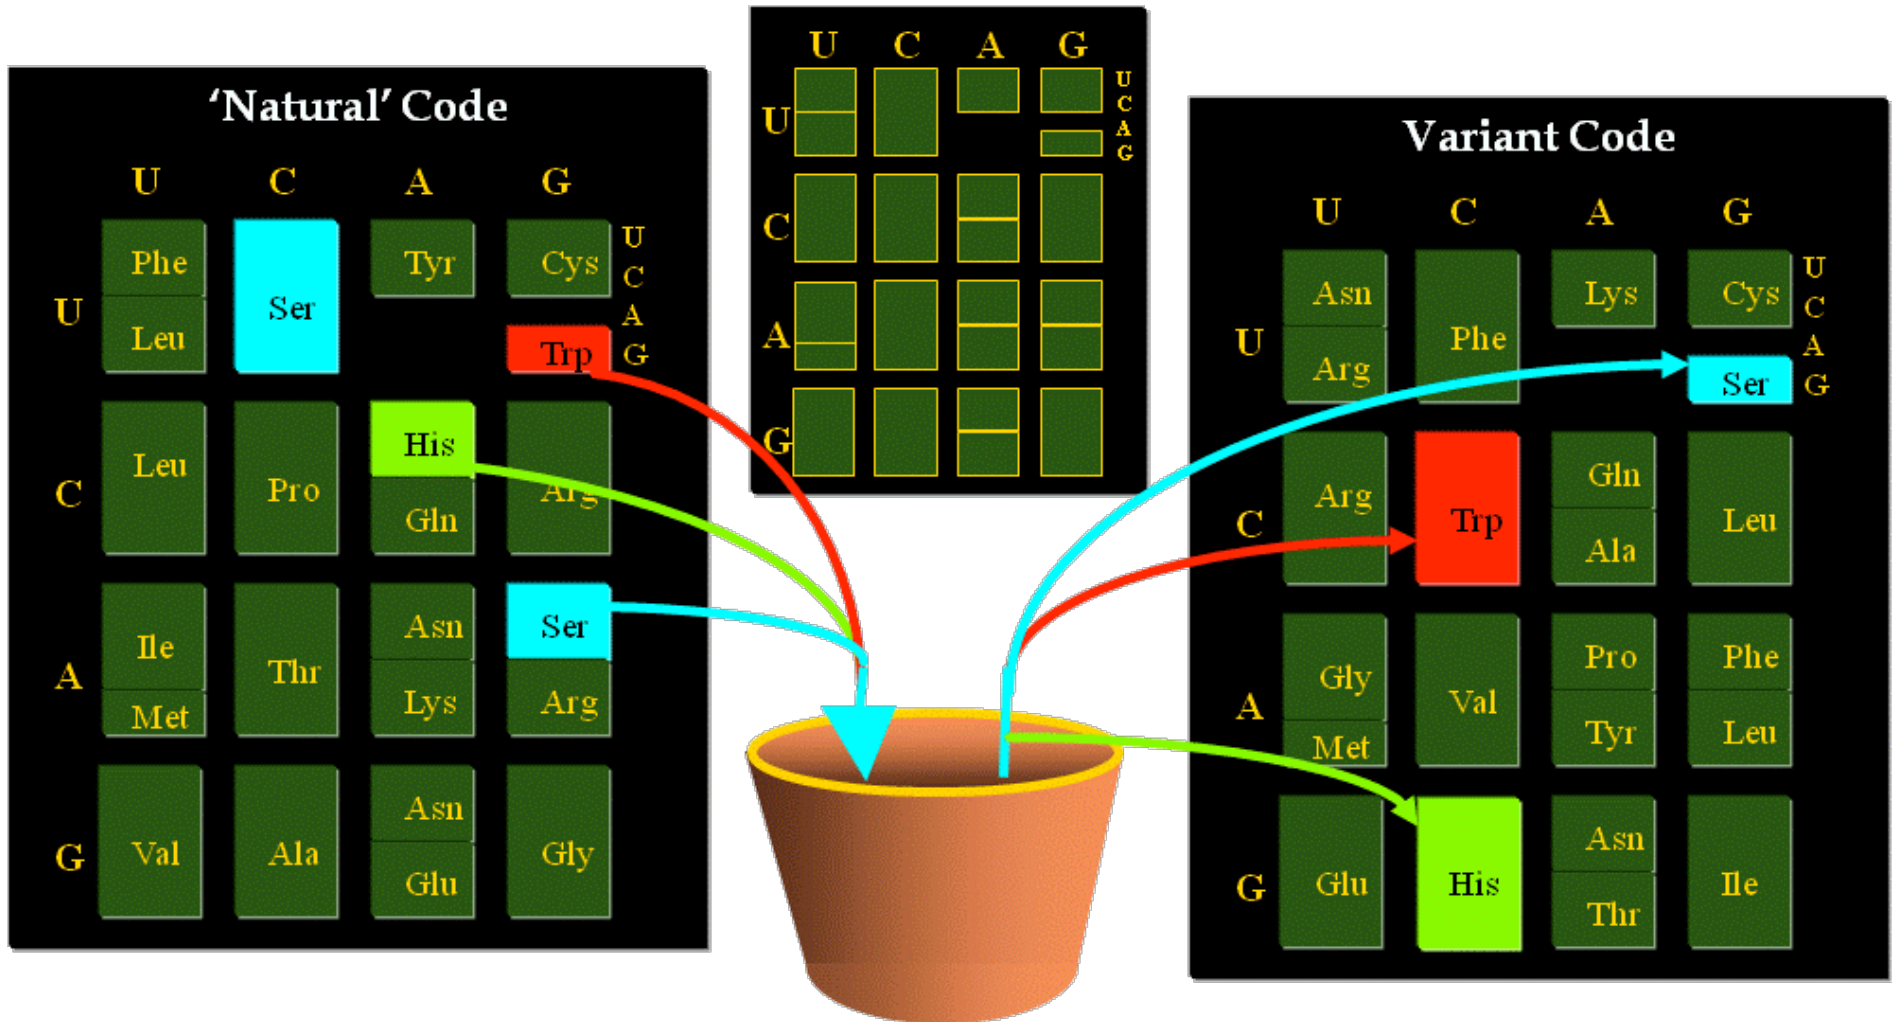 ‘Natural’ Code
U C A G
U
Phe
Leu
Ser
Tyr
Cys
Trp
U
C
A
G
C
Leu
Pro
His
Gln
Arg
A
Ile
Met
Thr
Asn
Lys
Ser
Arg
G
Val
Ala
Asn
Glu
Gly
U C A G
U
C
A
G
U
C
A
G
Variant Code
U C A G
U
Asn
Arg
Phe
Lys
Cys
Ser
U
C
A
G
C
Arg
Trp
Gln
Ala
Leu
A
Gly
Met
Val
Pro
Tyr
Phe
Leu
G
Glu
His
Asn
Thr
Ile